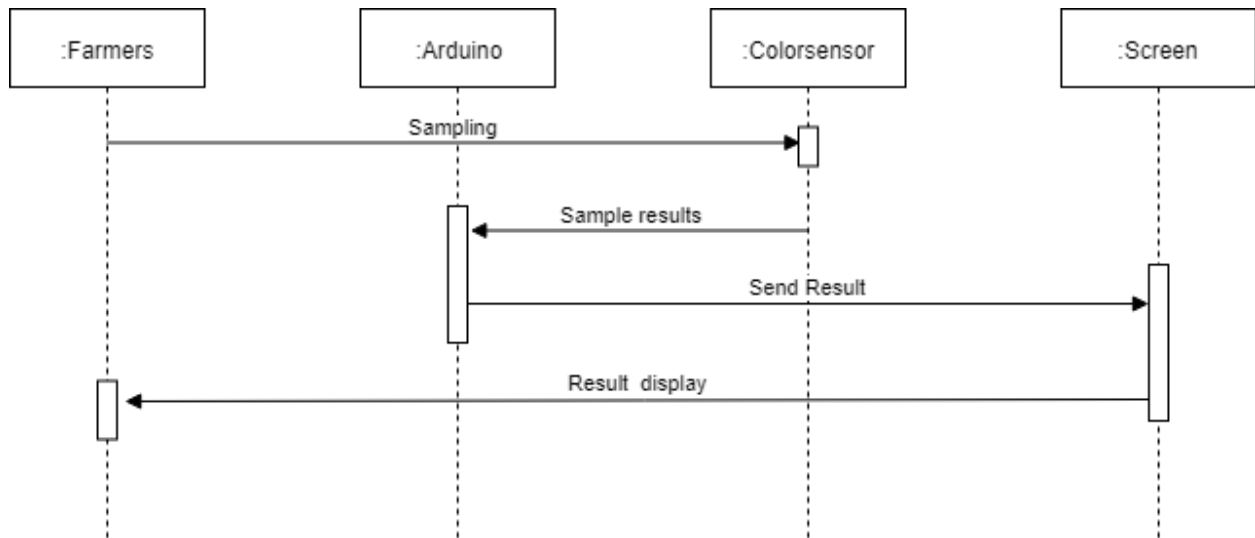 :Farmers
:Arduino
:Colorsensor
:Screen
Sampling
Sample results
Send Result
Result  display